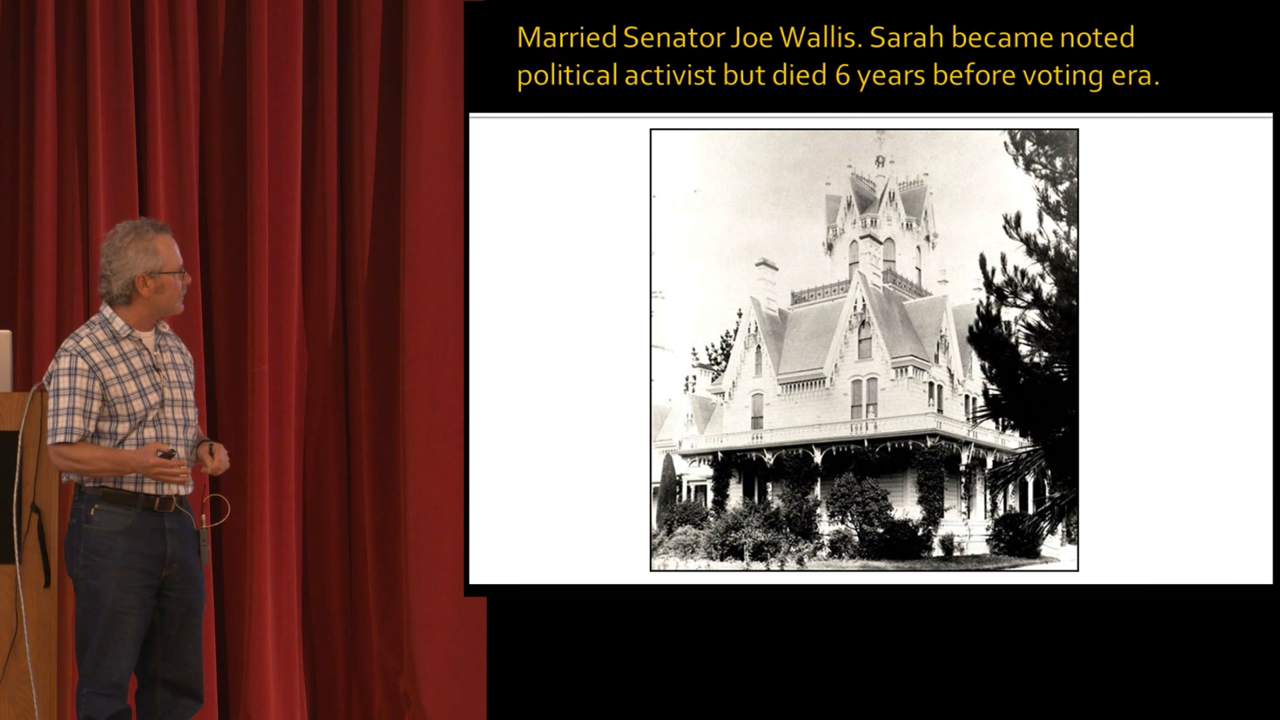 Married Senator Joe Wallis. Sarah became noted
political activist but died 6 years before voting era.